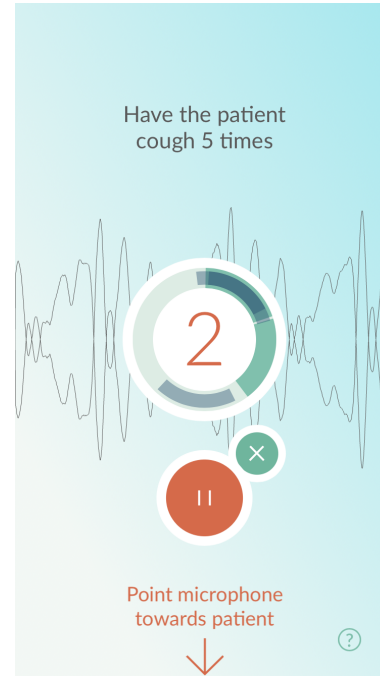 Have the patient
cough 5 times
2
Point microphone
towards patient
?